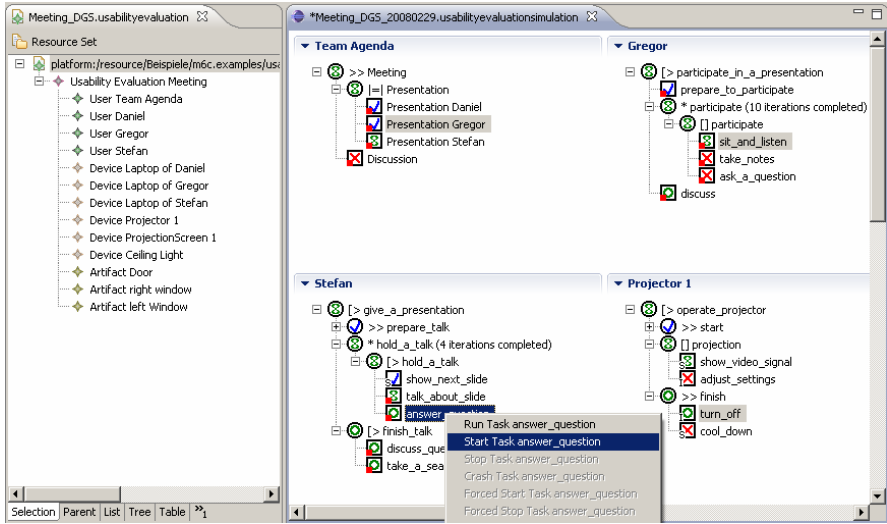 Meeting_DGS.usabilityevaluation
Resource Set
platform:/resource/Beispiele/m6c.examples/usa
Usability Evaluation Meeting
User Team Agenda
User Daniel
User Gregor
User Stefan
Device Laptop of Daniel
Device Laptop of Gregor
Device Laptop of Stefan
Device Projector 1
Device ProjectionScreen 1
Device Ceiling Light
Artifact Door
Artifact right window
Artifact left Window
Selection Parent List Tree Table »1
*Meeting_DGS_20080229.usabilityevaluationsimulation
Team Agenda
>> Meeting
|=| Presentation
Presentation Daniel
Presentation Gregor
Presentation Stefan
Discussion
Gregor
[> participate_in_a_presentation
prepare_to_participate
* participate (10 iterations completed)
[] participate
sit_and_listen
take_notes
ask_a_question
discuss
Stefan
[> give_a_presentation
>> prepare_talk
* hold_a_talk (4 iterations completed)
[> hold_a_talk
show_next_slide
talk_about_slide
answer_question
[> finish_talk
discuss_que
take_a_sea
Run Task answer_question
Start Task answer_question
Stop Task answer_question
Crash Task answer_question
Forced Start Task answer_question
Forced Stop Task answer_question
Projector 1
[> operate_projector
>> start
[] projection
show_video_signal
adjust_settings
>> finish
turn_off
cool_down